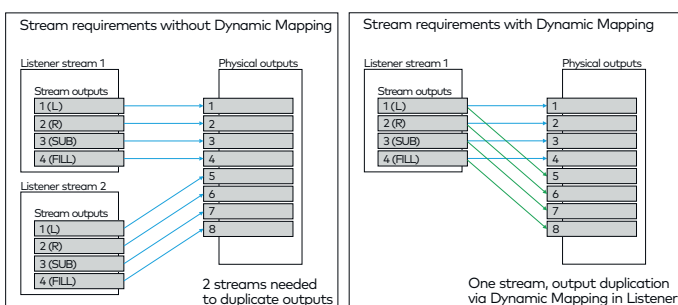 Stream requirements without Dynamic Mapping
Listener stream 1
Physical outputs
Stream outputs
1 (L)
2 (R)
3 (SUB)
4 (FILL)
1
2
3
4
5
6
7
8
Listener stream 2
Stream outputs
1 (L)
2 (R)
3 (SUB)
4 (FILL)
2 streams needed
to duplicate outputs
Stream requirements with Dynamic Mapping
Listener stream 1
Physical outputs
Stream outputs
1 (L)
2 (R)
3 (SUB)
4 (FILL)
1
2
3
4
5
6
7
8
One stream, output duplication
via Dynamic Mapping in Listener